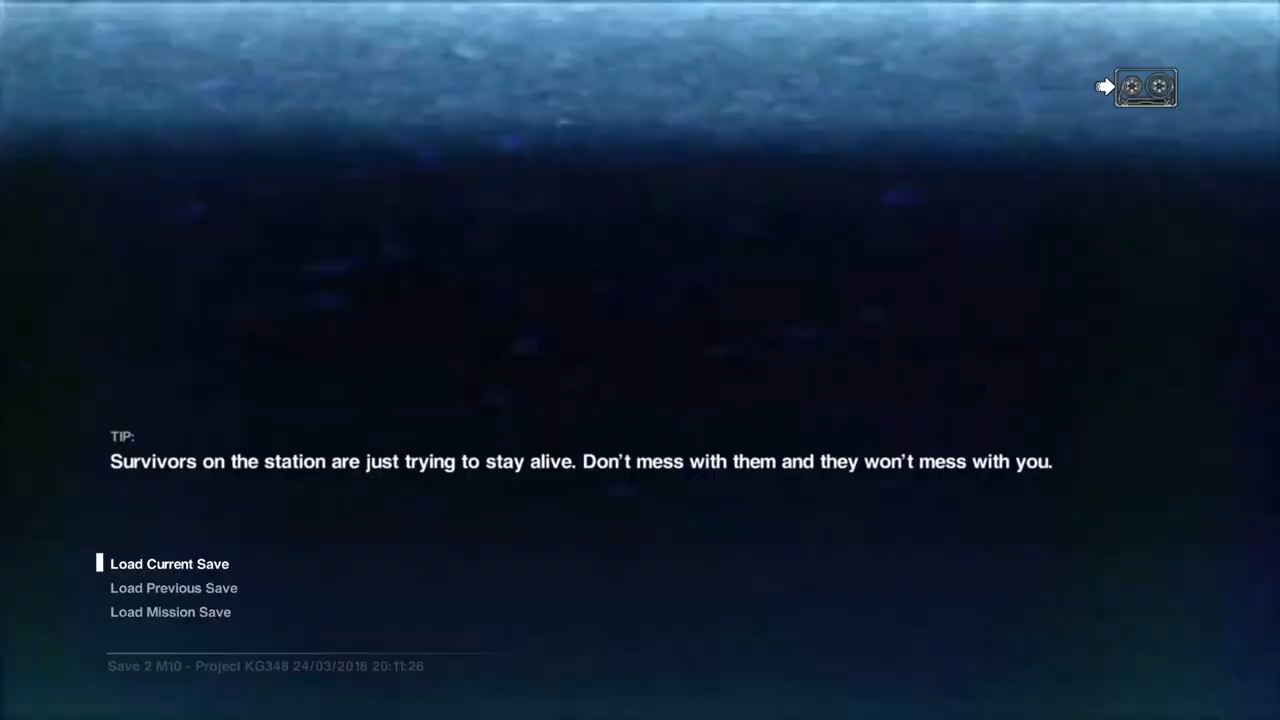 TIP:
Survivors on the station are just trying to stay alive. Don't mess with them and they won't mess with you.
Load Current Save
Load Previous Save
Load Mission Save
Save 2 M10 - Project KG348 24/03/2018 20:11:26